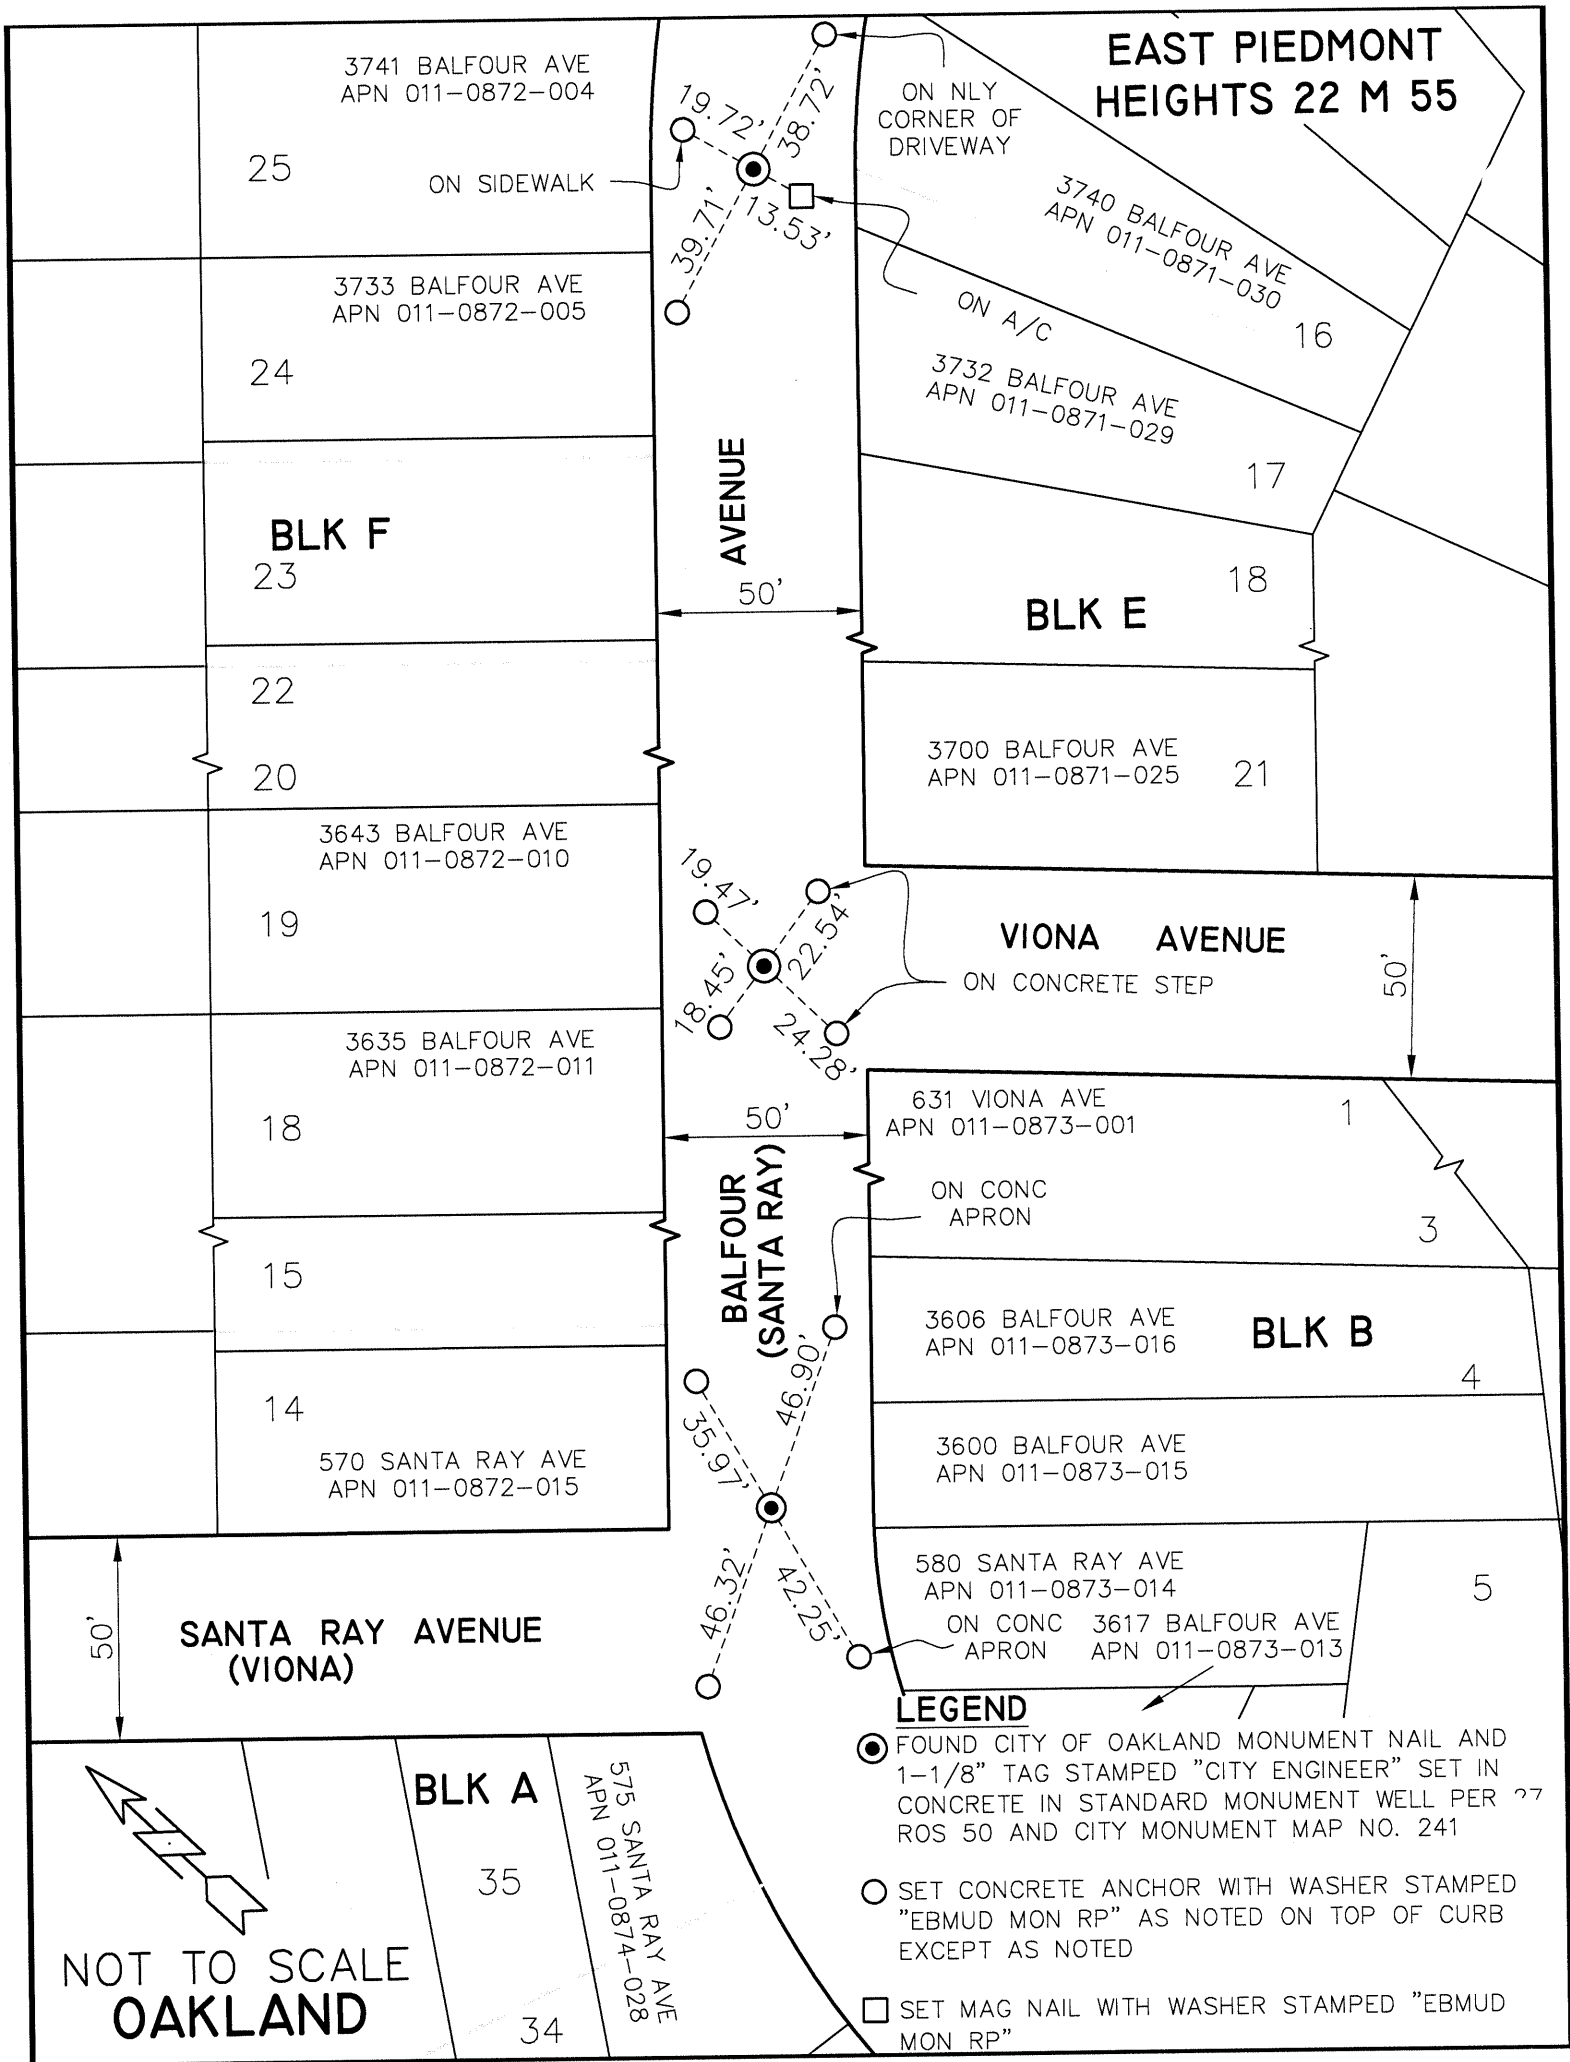 EAST PIEDMONT
HEIGHTS 22 M 55
3741 BALFOUR AVE
APN 011-0872-004
25
ON SIDEWALK
19.72'
38.72'
39.71'
13.53'
ON NLY
CORNER OF
DRIVEWAY
3740 BALFOUR AVE
APN 011-0871-030
16
ON A/C
3733 BALFOUR AVE
APN 011-0872-005
24
3732 BALFOUR AVE
APN 011-0871-029
17
AVENUE
50'
BLK F
23
18
BLK E
22
20
3700 BALFOUR AVE
APN 011-0871-025
21
3643 BALFOUR AVE
APN 011-0872-010
19
19.47'
22.54'
18.45'
24.28'
VIONA AVENUE
ON CONCRETE STEP
50'
3635 BALFOUR AVE
APN 011-0872-011
18
50'
631 VIONA AVE
APN 011-0873-001
1
BALFOUR
(SANTA RAY)
ON CONC
APRON
3
15
3606 BALFOUR AVE
APN 011-0873-016
BLK B
4
14
570 SANTA RAY AVE
APN 011-0872-015
35.97'
46.90'
46.32'
42.25'
3600 BALFOUR AVE
APN 011-0873-015
580 SANTA RAY AVE
APN 011-0873-014
5
ON CONC
APRON
3617 BALFOUR AVE
APN 011-0873-013
50'
SANTA RAY AVENUE
(VIONA)
BLK A
35
34
575 SANTA RAY AVE
APN 011-0874-028
NOT TO SCALE
OAKLAND
LEGEND
FOUND CITY OF OAKLAND MONUMENT NAIL AND
1-1/8" TAG STAMPED "CITY ENGINEER" SET IN
CONCRETE IN STANDARD MONUMENT WELL PER
ROS 50 AND CITY MONUMENT MAP NO. 241
SET CONCRETE ANCHOR WITH WASHER STAMPED
"EBMUD MON RP" AS NOTED ON TOP OF CURB
EXCEPT AS NOTED
SET MAG NAIL WITH WASHER STAMPED "EBMUD
MON RP"